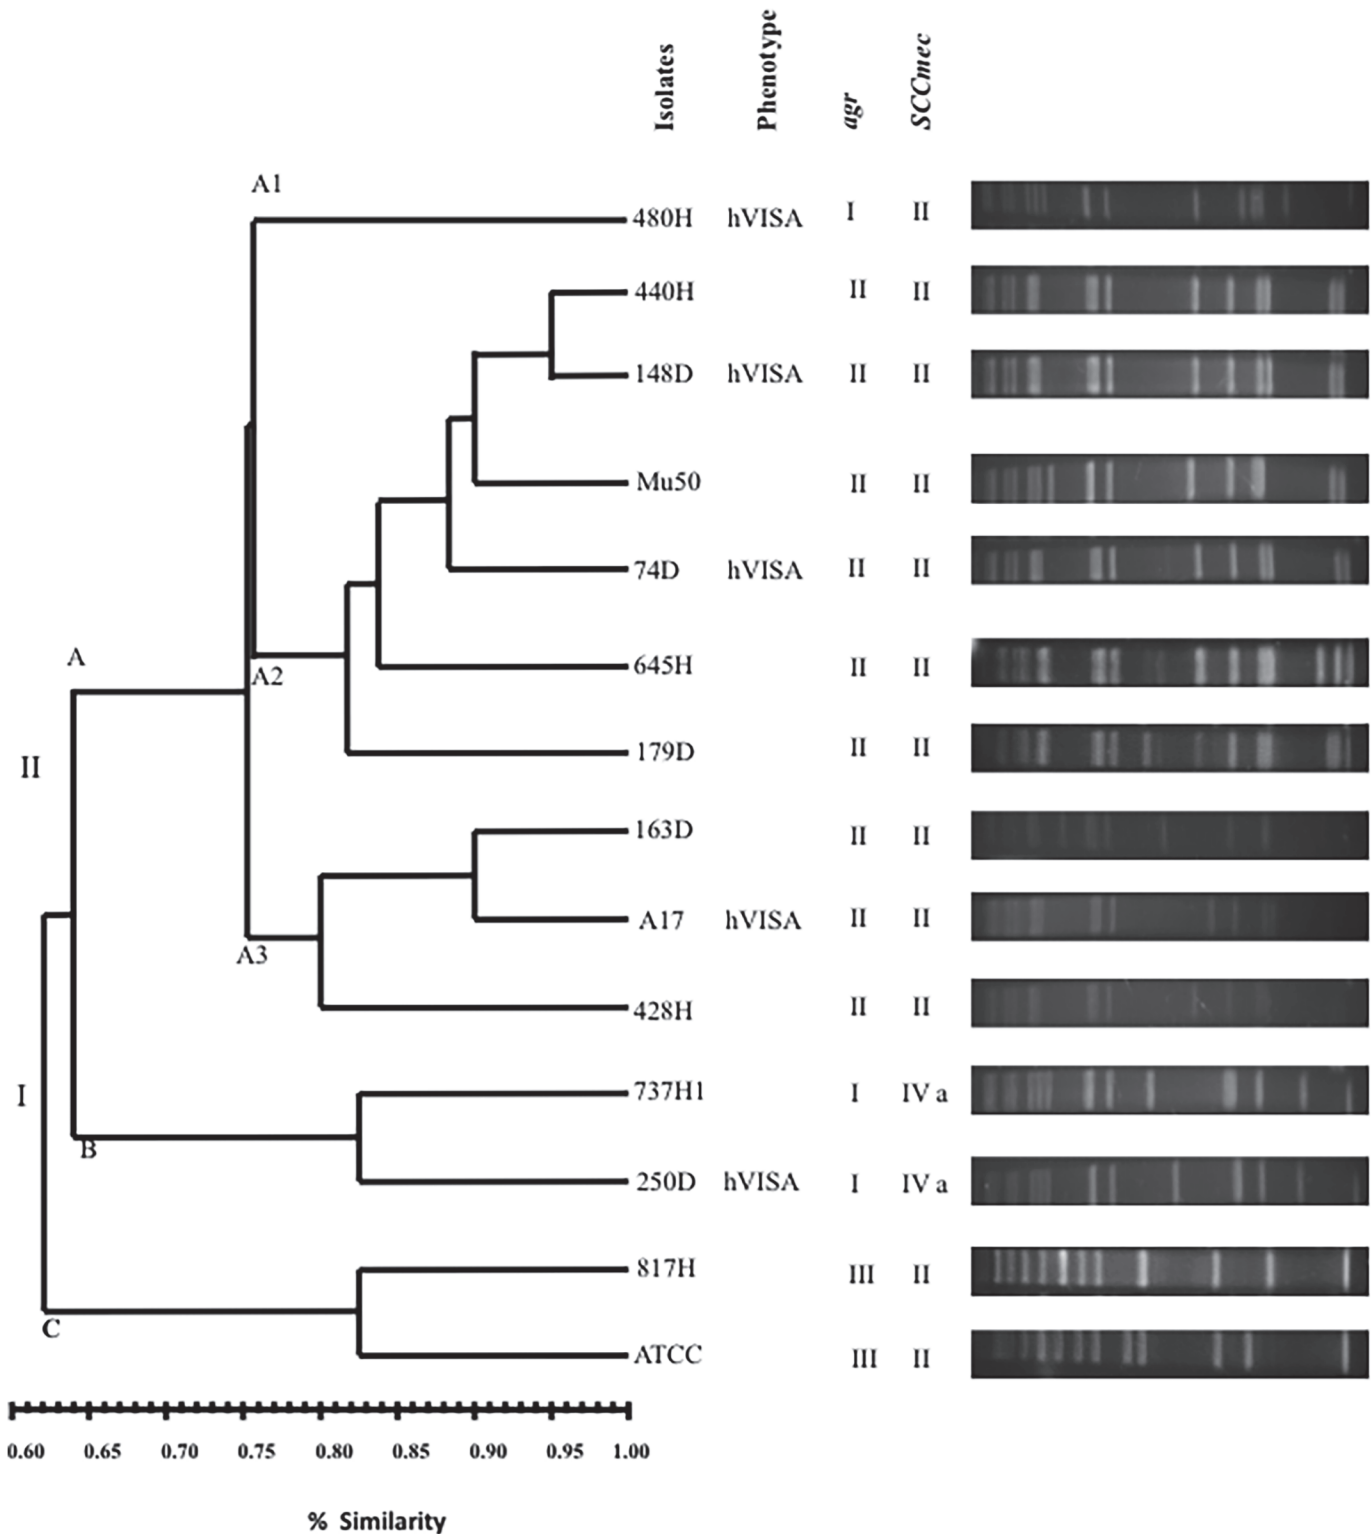 Isolates Phenotype agr SCCmec
A1
480H hVISA I II
440H II II
148D hVISA II II
Mu50 II II
74D hVISA II II
A
645H II II
A2
II
179D II II
163D II II
A17 hVISA II II
A3
428H II II
I
737H1 I IV a
B
250D hVISA I IV a
817H III II
C
ATCC III II
0.60 0.65 0.70 0.75 0.80 0.85 0.90 0.95 1.00
% Similarity